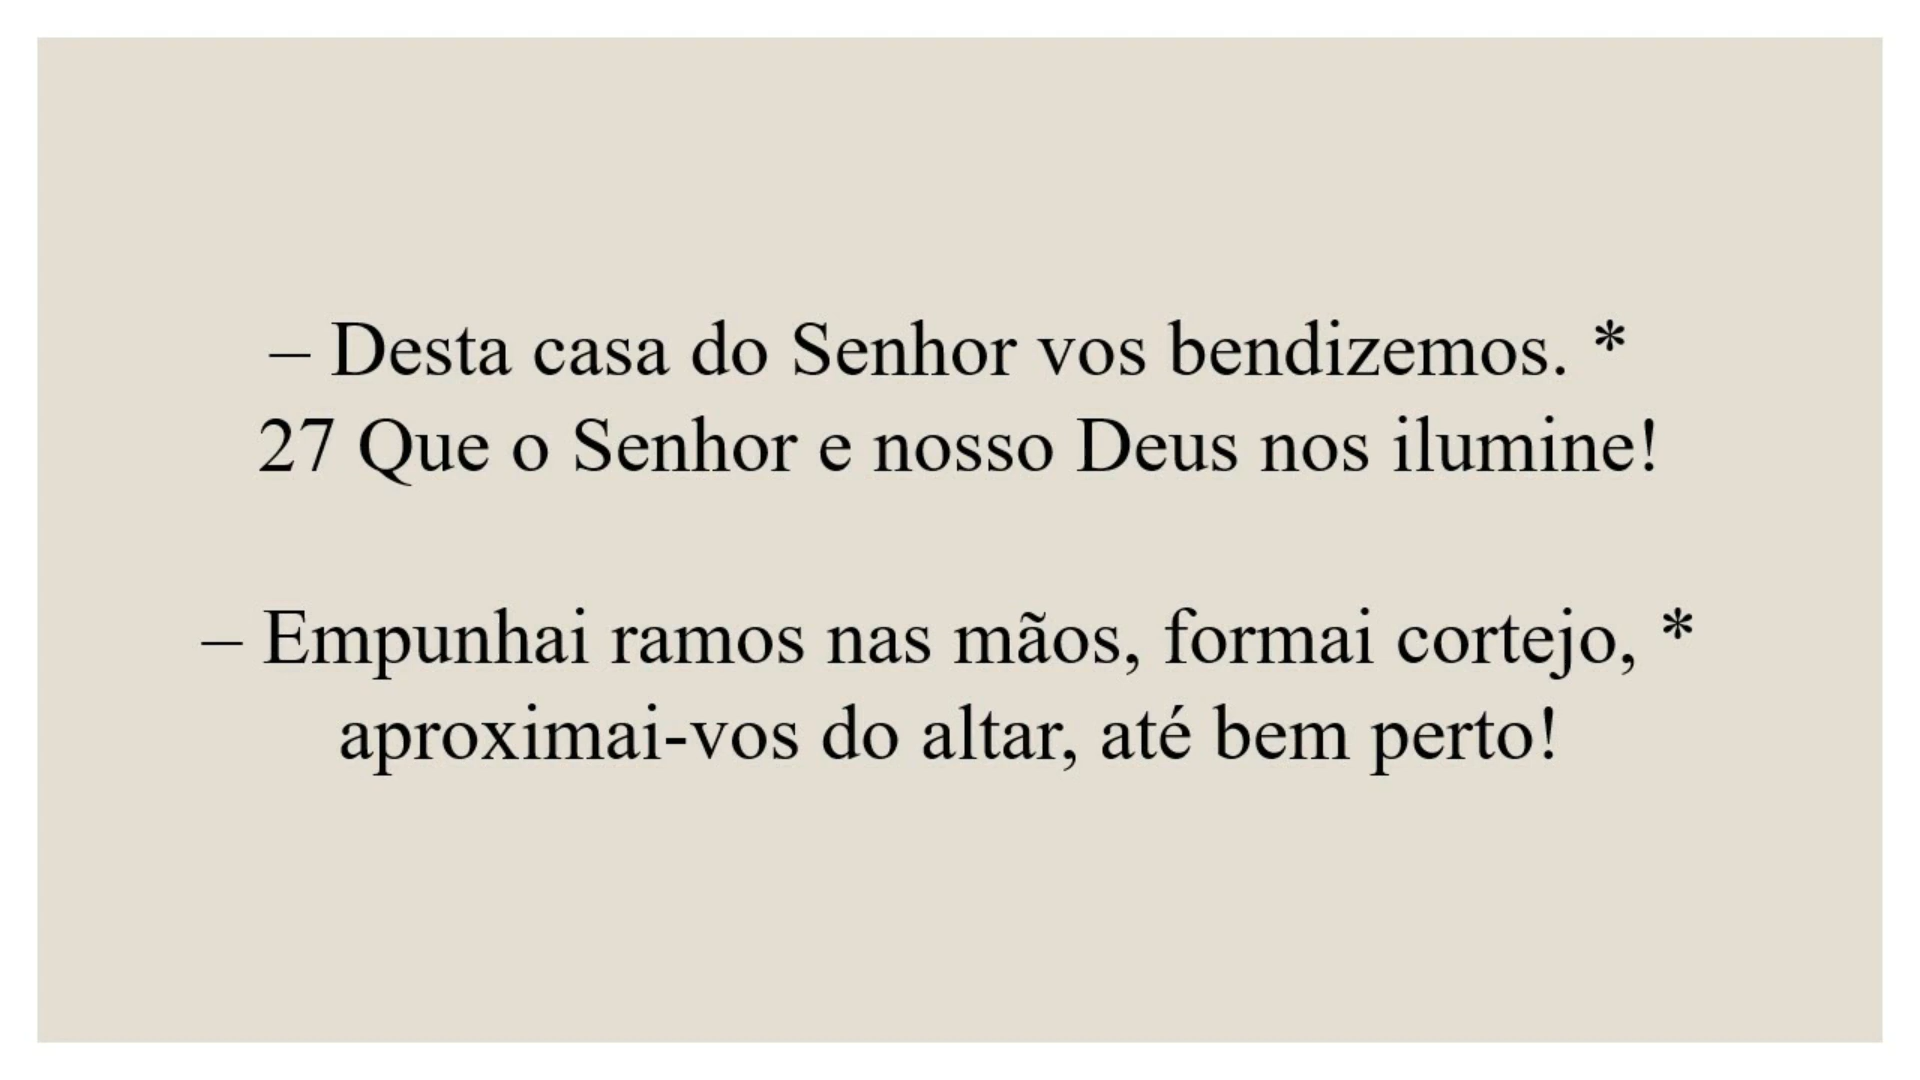 – Desta casa do Senhor vos bendizemos. *
27 Que o Senhor e nosso Deus nos ilumine!
– Empunhai ramos nas mãos, formai cortejo, *
aproximai-vos do altar, até bem perto!